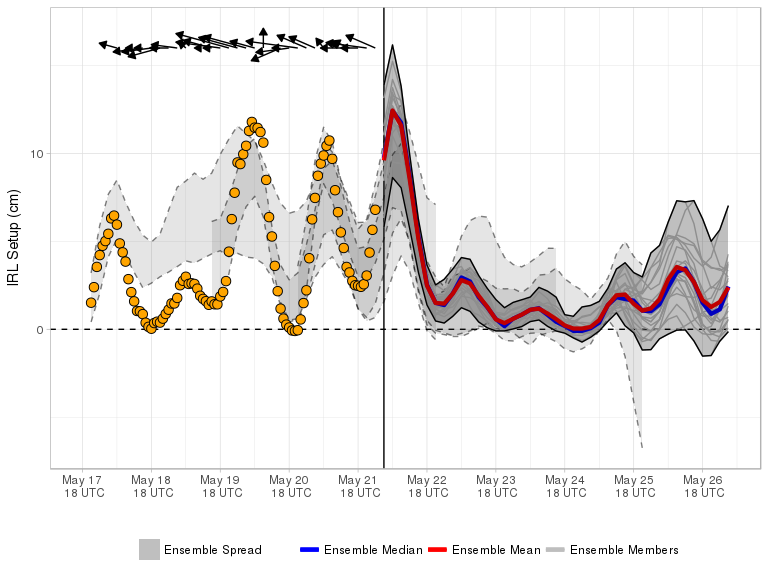 IRL Setup (cm)
10
0
May 17 May 18 May 19 May 20 May 21 May 22 May 23 May 24 May 25 May 26
18 UTC 18 UTC 18 UTC 18 UTC 18 UTC 18 UTC 18 UTC 18 UTC 18 UTC 18 UTC
Ensemble Spread Ensemble Median Ensemble Mean Ensemble Members